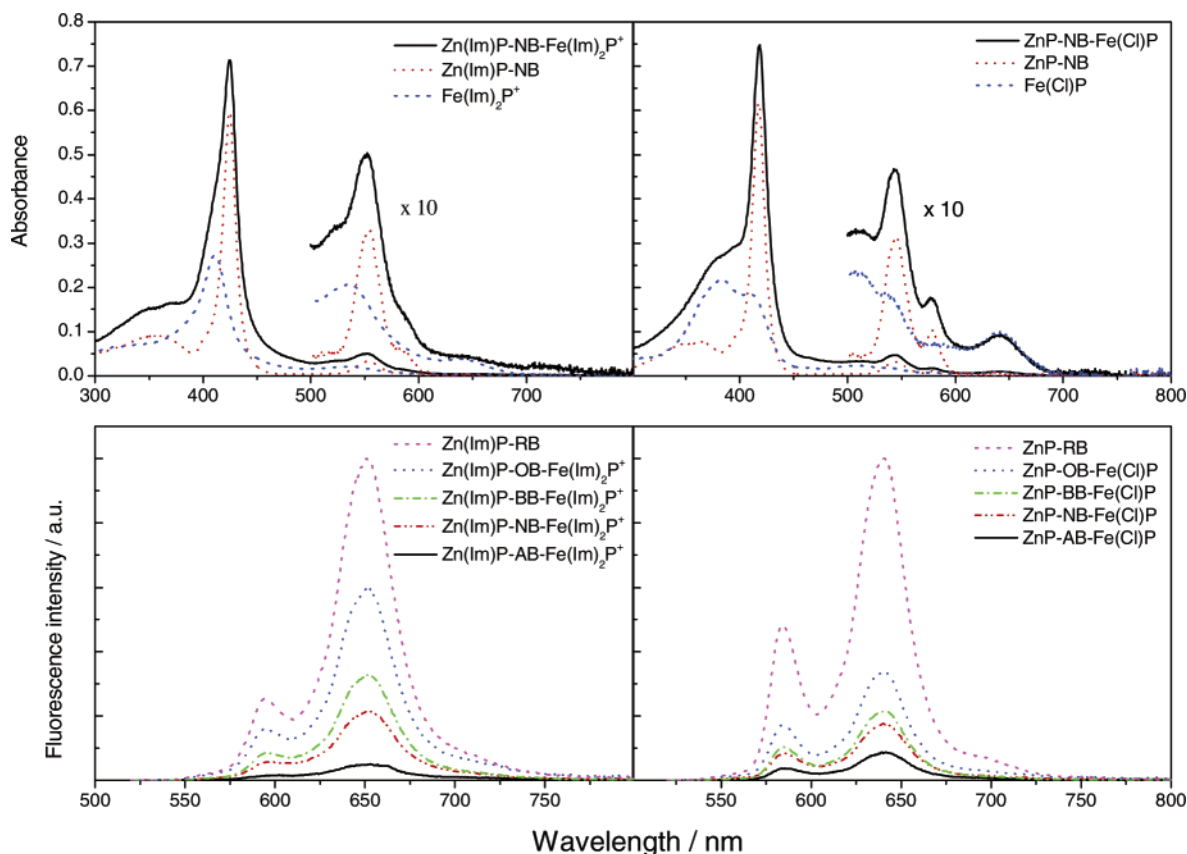 Absorbance
0.8
0.7
0.6
0.5
0.4
0.3
0.2
0.1
0.0
Zn(Im)P-NB-Fe(Im)₂P⁺
Zn(Im)P-NB
Fe(Im)₂P⁺
x 10
300 400 500 600 700
ZnP-NB-Fe(Cl)P
ZnP-NB
Fe(Cl)P
x 10
400 500 600 700 800
Fluorescence intensity / a.u.
Zn(Im)P-RB
Zn(Im)P-OB-Fe(Im)₂P⁺
Zn(Im)P-BB-Fe(Im)₂P⁺
Zn(Im)P-NB-Fe(Im)₂P⁺
Zn(Im)P-AB-Fe(Im)₂P⁺
500 550 600 650 700 750
ZnP-RB
ZnP-OB-Fe(Cl)P
ZnP-BB-Fe(Cl)P
ZnP-NB-Fe(Cl)P
ZnP-AB-Fe(Cl)P
550 600 650 700 750 800
Wavelength / nm